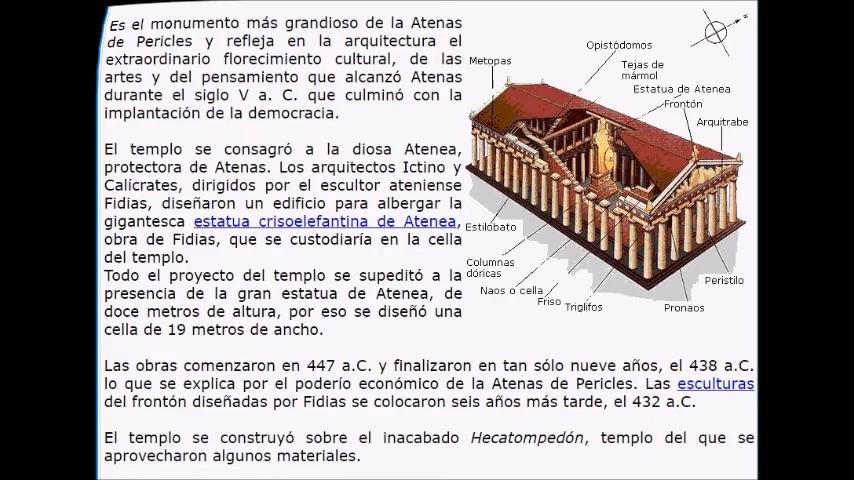 Es el monumento más grandioso de la Atenas
de Pericles y refleja en la arquitectura el
extraordinario florecimiento cultural, de las
artes y del pensamiento que alcanzó Atenas
durante el siglo V a. C. que culminó con la
implantación de la democracia.
El templo se consagró a la diosa Atenea,
protectora de Atenas. Los arquitectos Ictino y
Calícrates, dirigidos por el escultor ateniense
Fidias, diseñaron un edificio para albergar la
gigantesca estatua crisoelefantina de Atenea,
obra de Fidias, que se custodiaría en la cella
del templo.
Todo el proyecto del templo se supeditó a la
presencia de la gran estatua de Atenea, de
doce metros de altura, por eso se diseñó una
cella de 19 metros de ancho.
Opistódomos
Metopas
Tejas de
mármol
Estatua de Atenea
Frontón
Arquitrabe
Estilobato
Columnas
dóricas
Naos o cella
Friso
Triglifos
Pronaos
Peristilo
Las obras comenzaron en 447 a.C. y finalizaron en tan sólo nueve años, el 438 a.C.
lo que se explica por el poderío económico de la Atenas de Pericles. Las esculturas
del frontón diseñadas por Fidias se colocaron seis años más tarde, el 432 a.C.
El templo se construyó sobre el inacabado Hecatompedón, templo del que se
aprovecharon algunos materiales.